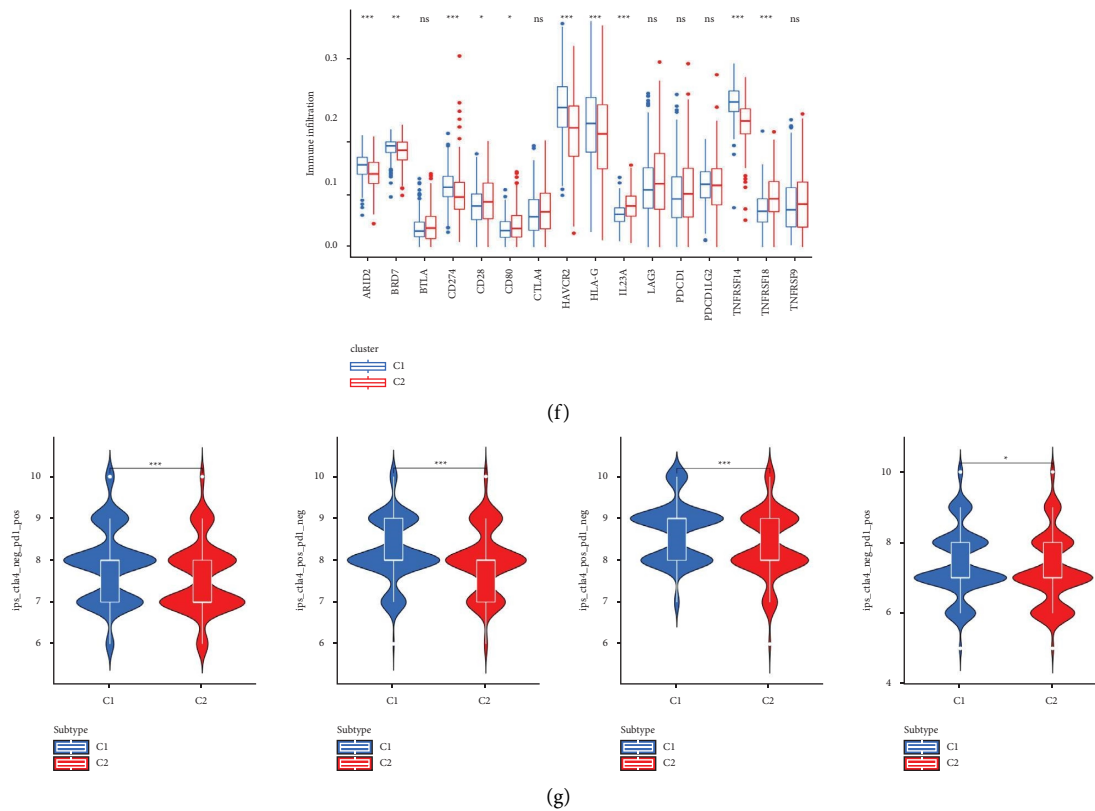 *** ** ns *** * * ns *** *** *** ns ns ns *** *** ns
Immune infiltration
0.3
0.2
0.1
0.0
ARID2 BRD7 BTLA CD274 CD28 CD80 CTLA4 HAVCR2 HLA-G IL23A LAG3 PDCD1 PDCD1LG2 TNFRSF14 TNFRSF18 TNFRSF9
cluster
C1
C2
(f)
ips_ctla4_neg_pd1_pos
10
9
8
7
6
***
C1 C2
Subtype
C1
C2
ips_ctla4_pos_pd1_neg
10
9
8
7
6
***
C1 C2
Subtype
C1
C2
ips_ctla4_pos_pd1_neg
10
9
8
7
6
***
C1 C2
Subtype
C1
C2
ips_ctla4_neg_pd1_pos
10
8
6
4
*
C1 C2
Subtype
C1
C2
(g)